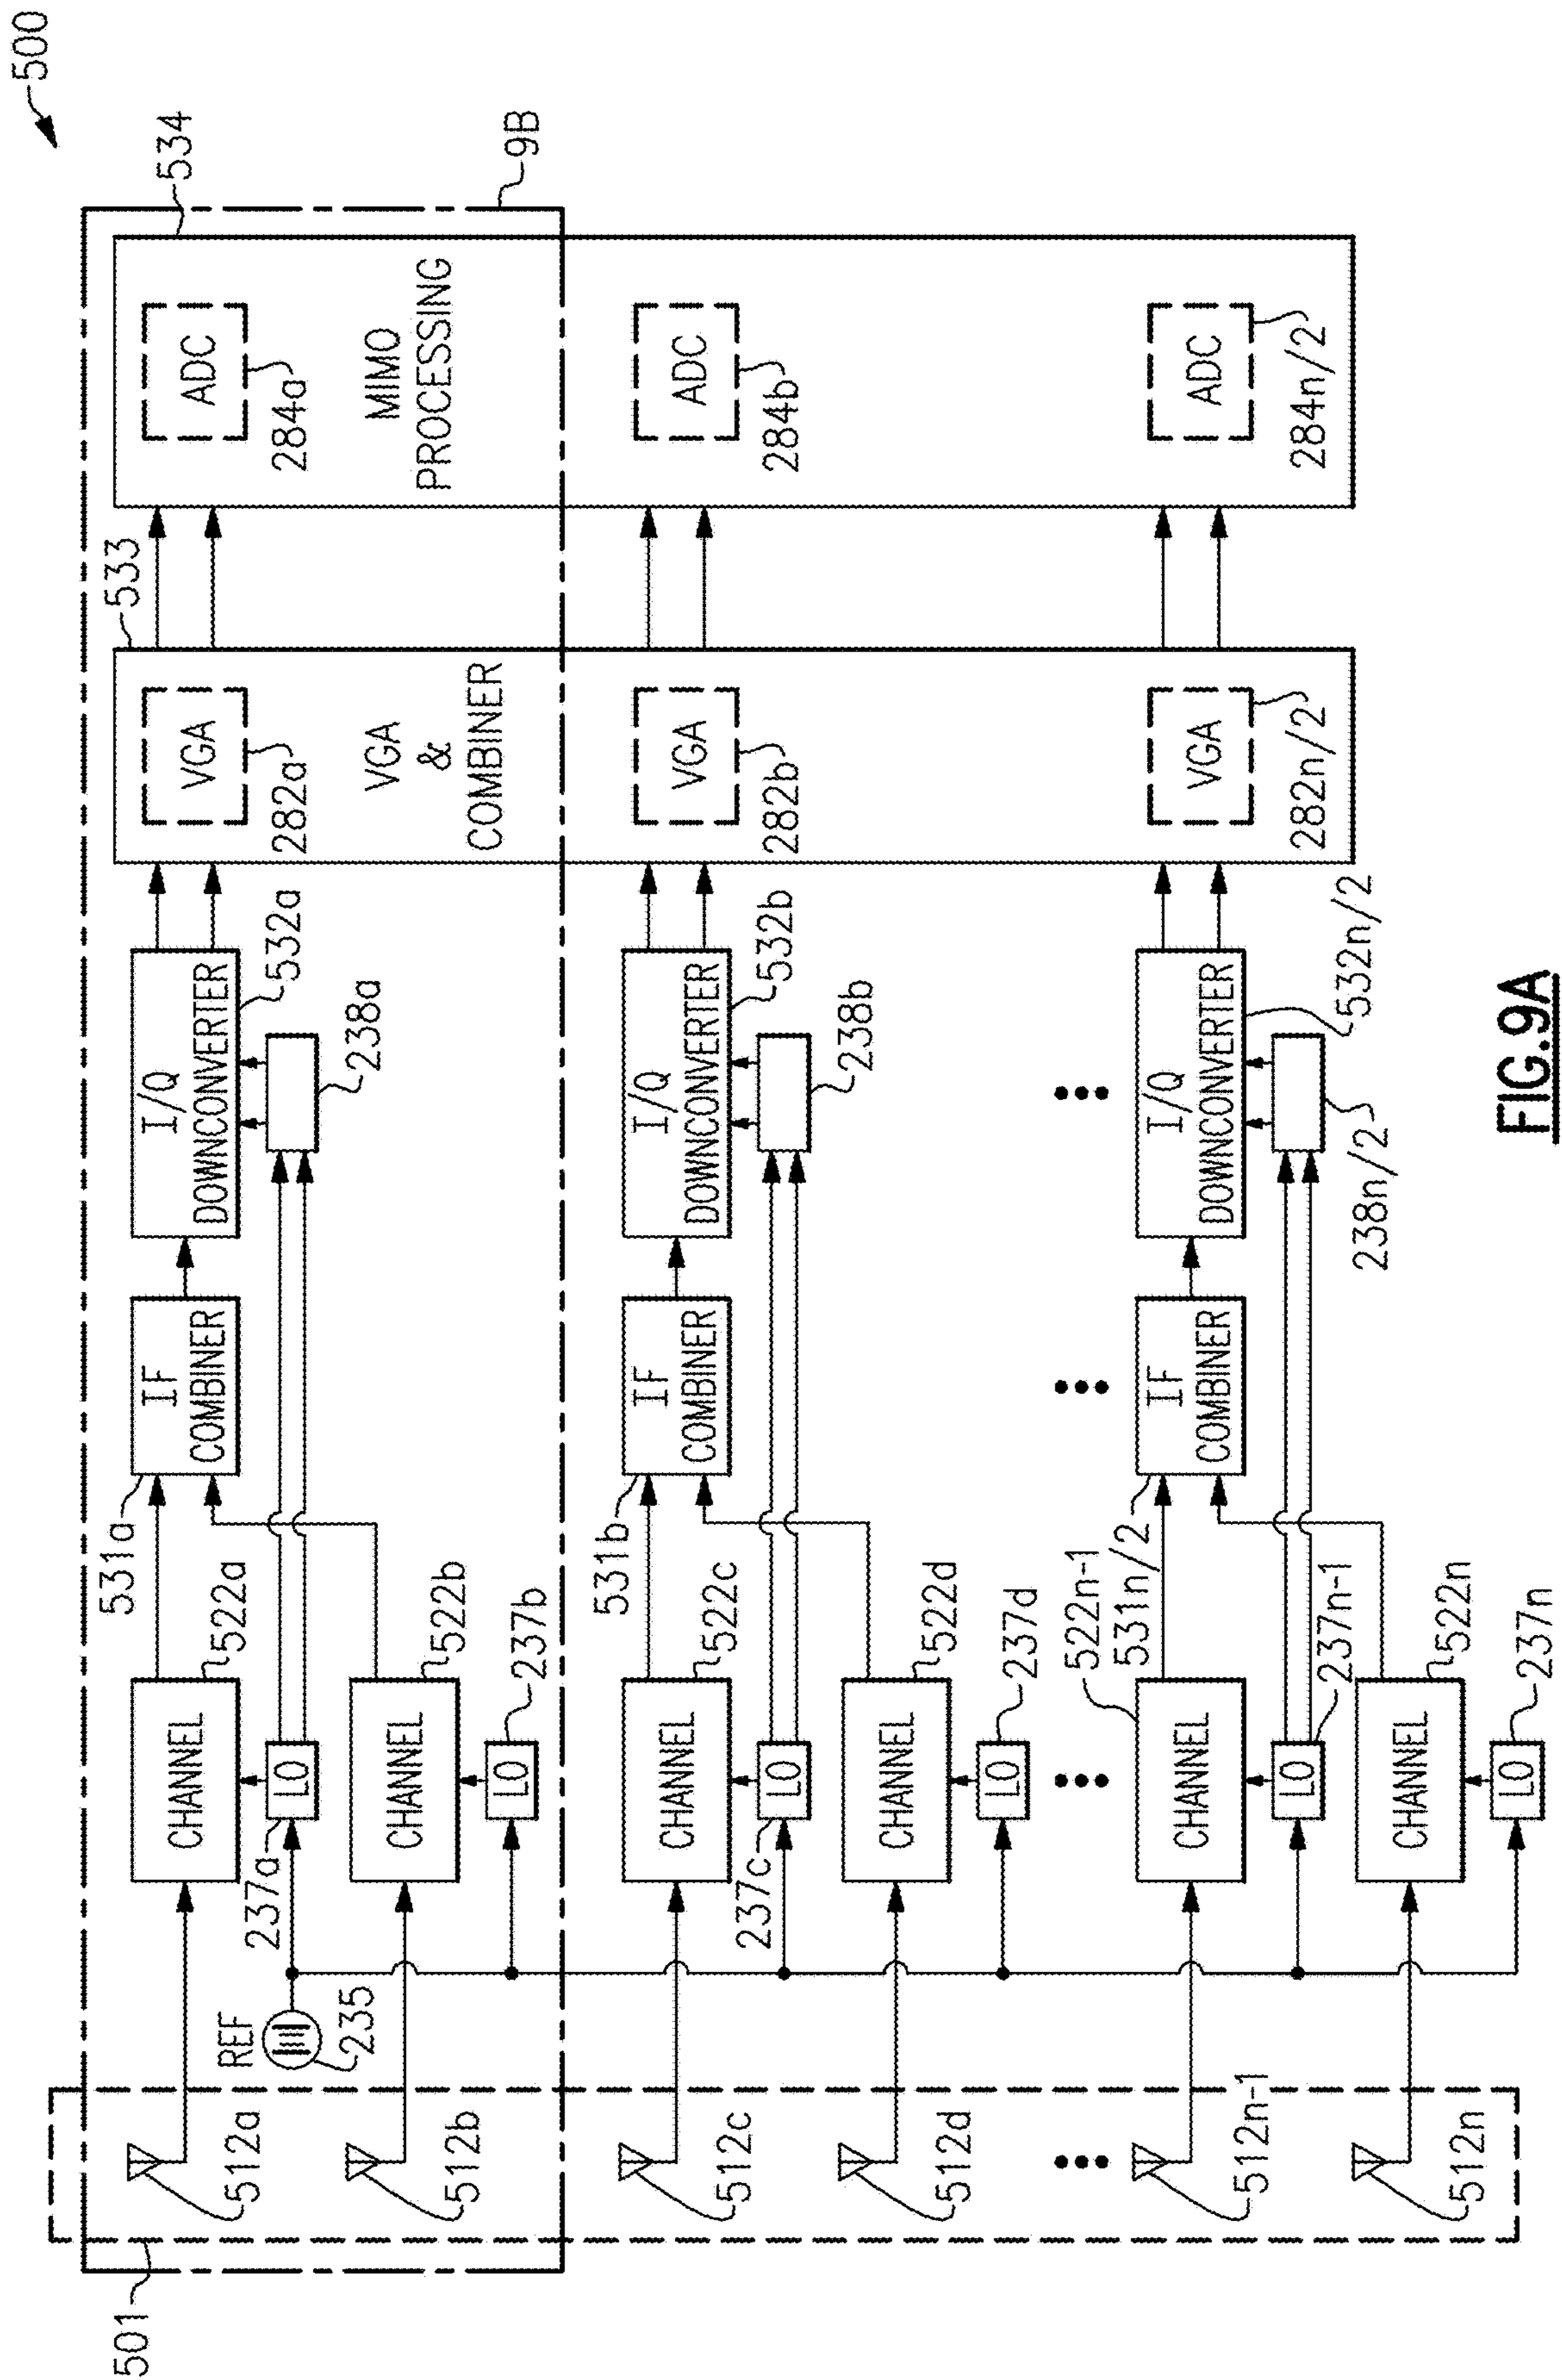 500
9B
534
533
ADC
284a
MIMO
PROCESSING
ADC
284b
ADC
284n/2
VGA
282a
VGA
&
COMBINER
VGA
282b
VGA
282n/2
I/Q
DOWNCONVERTER
532a
238a
I/Q
DOWNCONVERTER
532b
238b
I/Q
DOWNCONVERTER
532n/2
238n/2
IF
COMBINER
531a
IF
COMBINER
531b
IF
COMBINER
531n/2
CHANNEL
522a
LO
237a
CHANNEL
522b
LO
237b
CHANNEL
522c
LO
237c
CHANNEL
522d
LO
237d
CHANNEL
522n-1
LO
237n-1
CHANNEL
522n
LO
237n
REF
235
512a
512b
512c
512d
512n-1
512n
501
FIG.9A